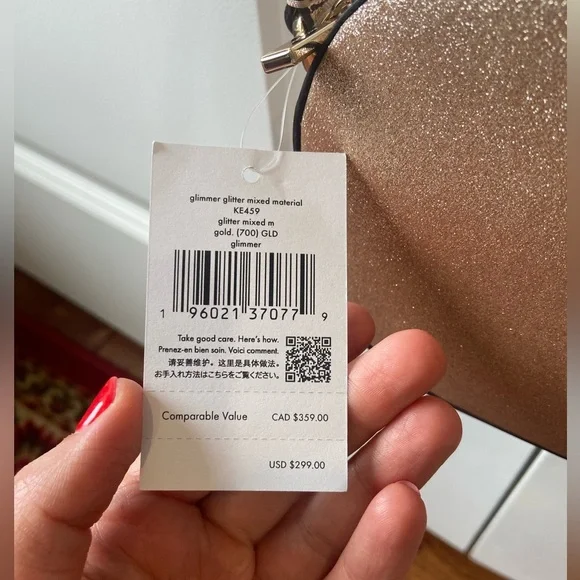 glimmer glitter mixed material
KE459
glitter mixed m
gold. (700) GLD
glimmer
1 96021 37077 9
Take good care. Here's how.
Prenez-en bien soin. Voici comment.
请妥善维护。这里是具体做法。
お手入れ方法はこちらをご覧ください。
Comparable Value CAD $359.00
USD $299.00